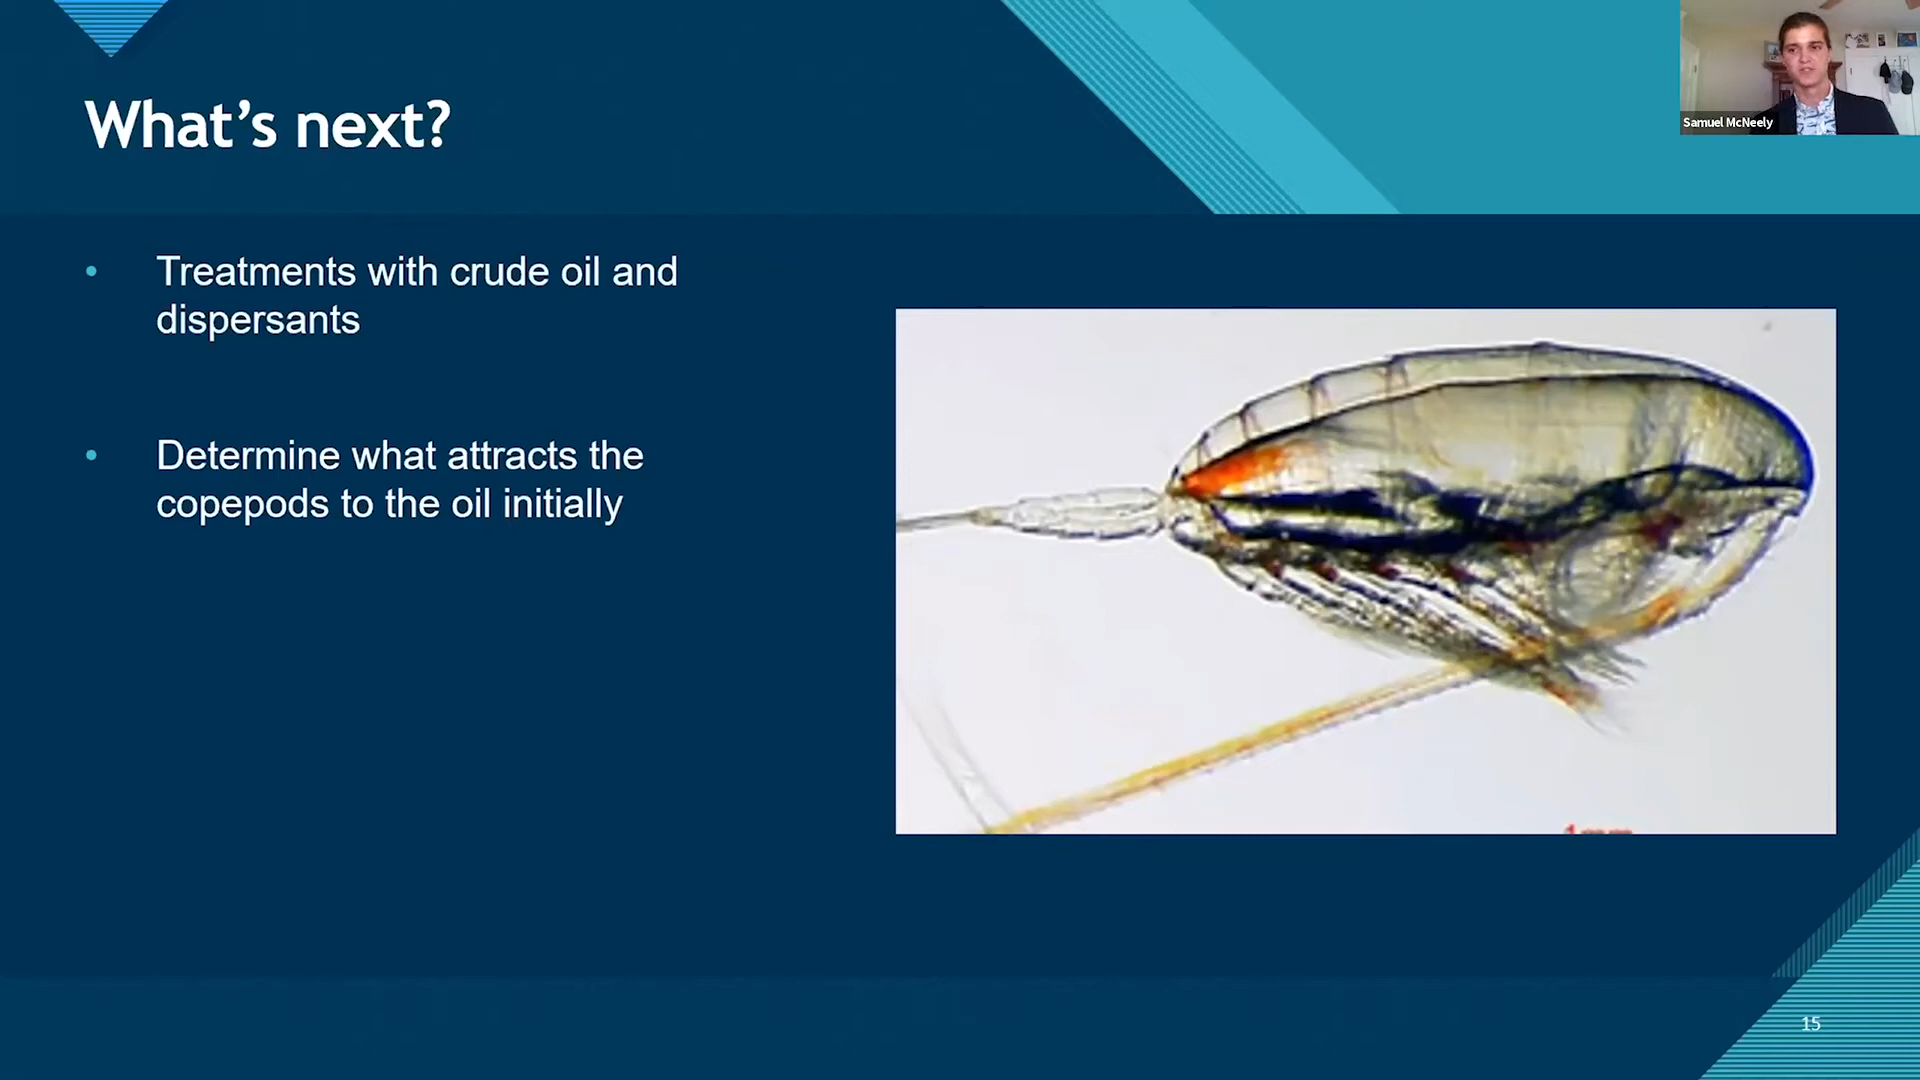 Samuel McNeely
What's next?
• Treatments with crude oil and
dispersants
• Determine what attracts the
copepods to the oil initially
15